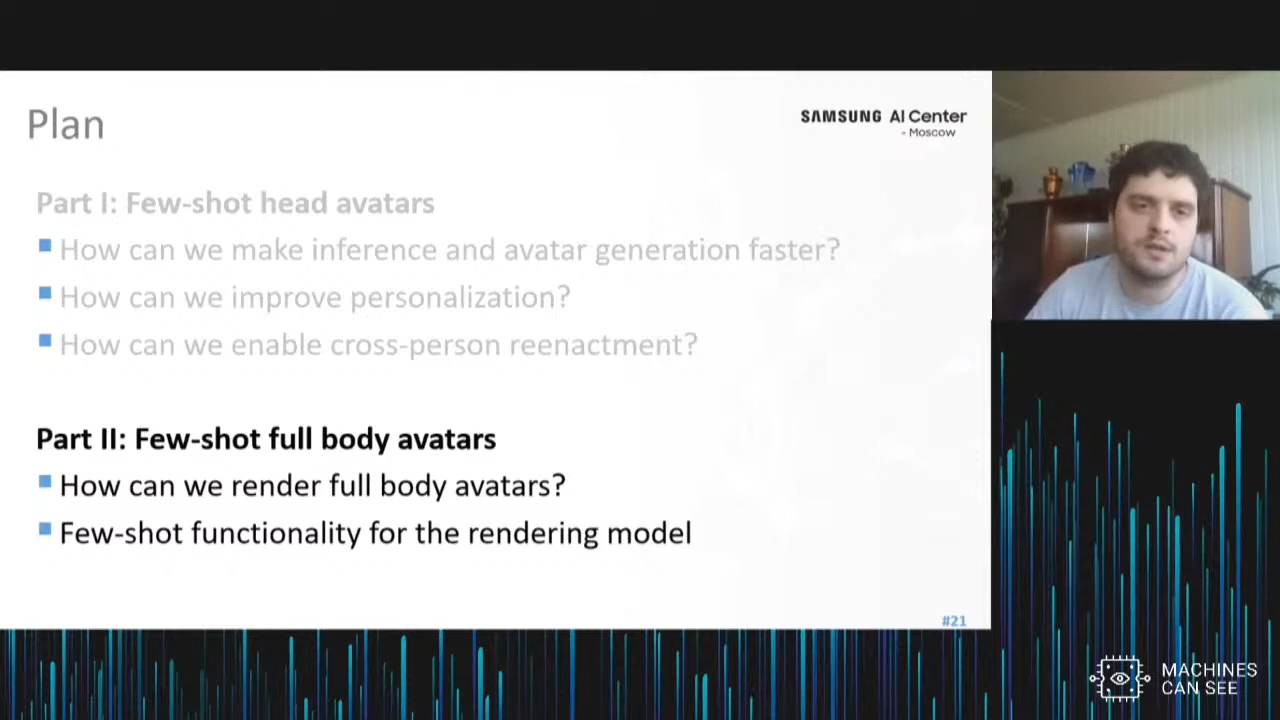 Plan
SAMSUNG AI Center
- Moscow
Part I: Few-shot head avatars
How can we make inference and avatar generation faster?
How can we improve personalization?
How can we enable cross-person reenactment?
Part II: Few-shot full body avatars
How can we render full body avatars?
Few-shot functionality for the rendering model
#21
MACHINES
CAN SEE